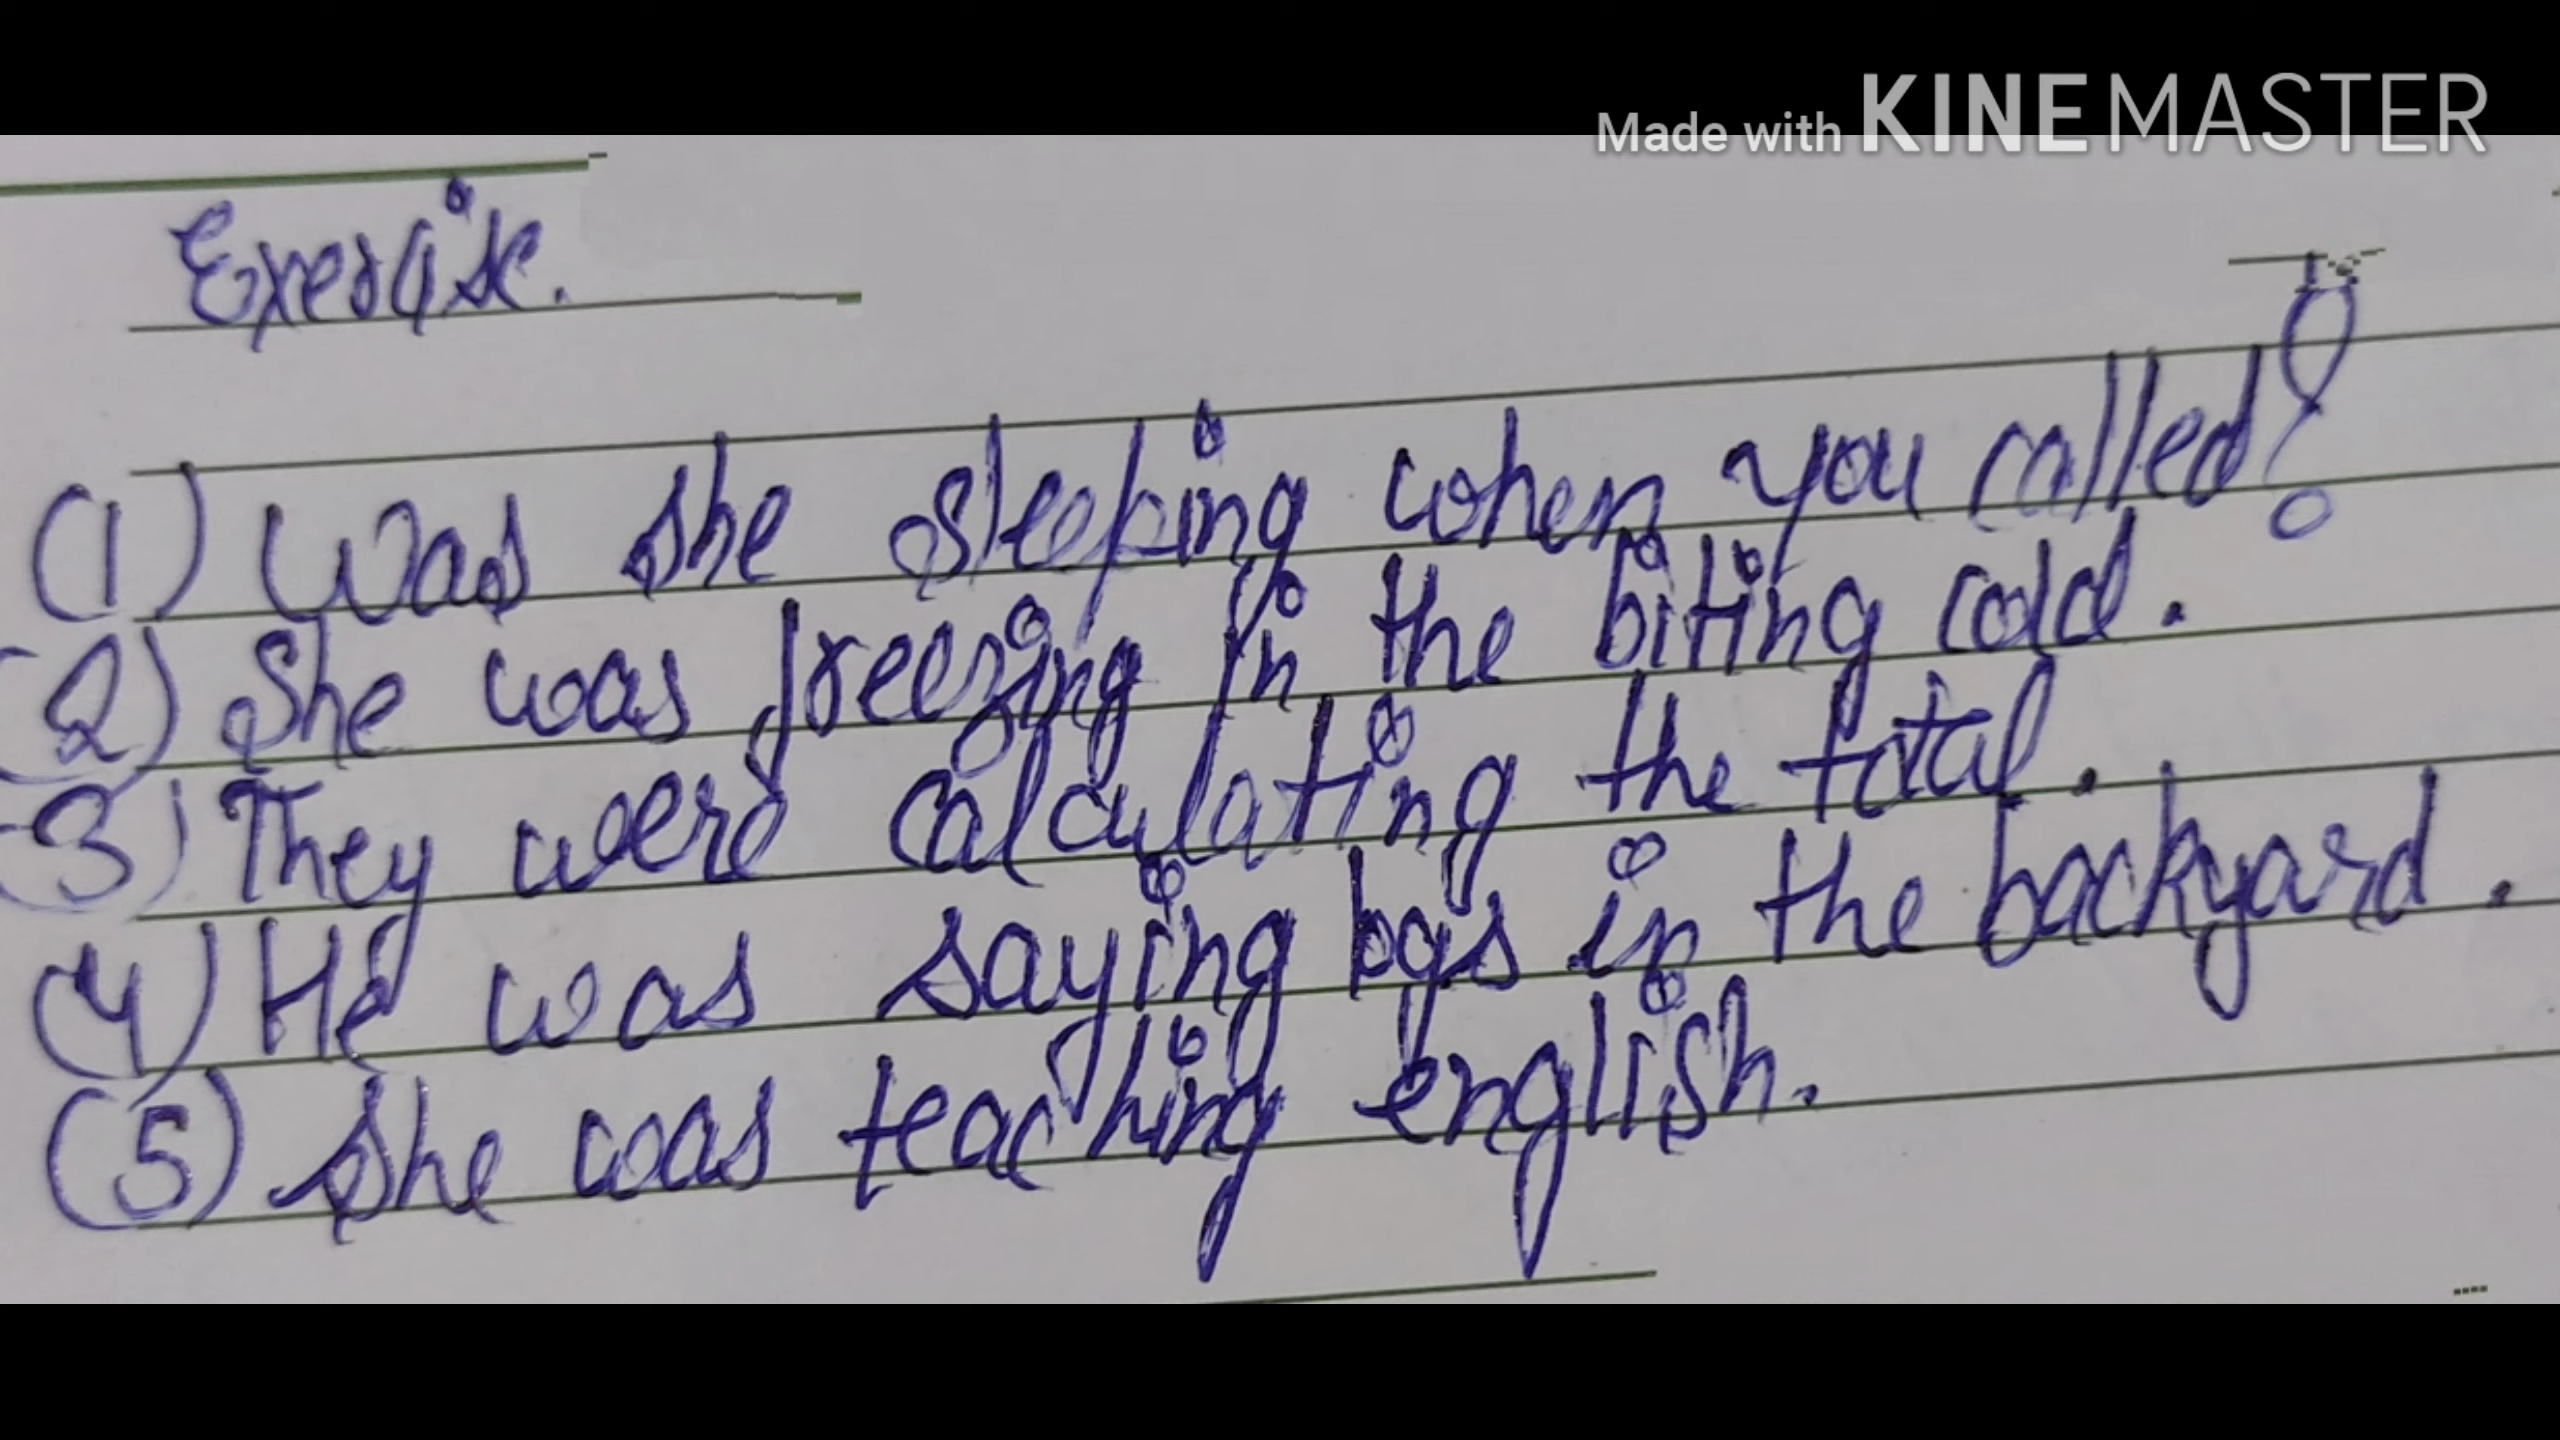 Made with KINEMASTER
Exercise.
(1) Was she sleeping when you called?
(2) She was freezing in the biting cold.
(3) They were calculating the total.
(4) He was saying in the backyard.
(5) She was teaching english.